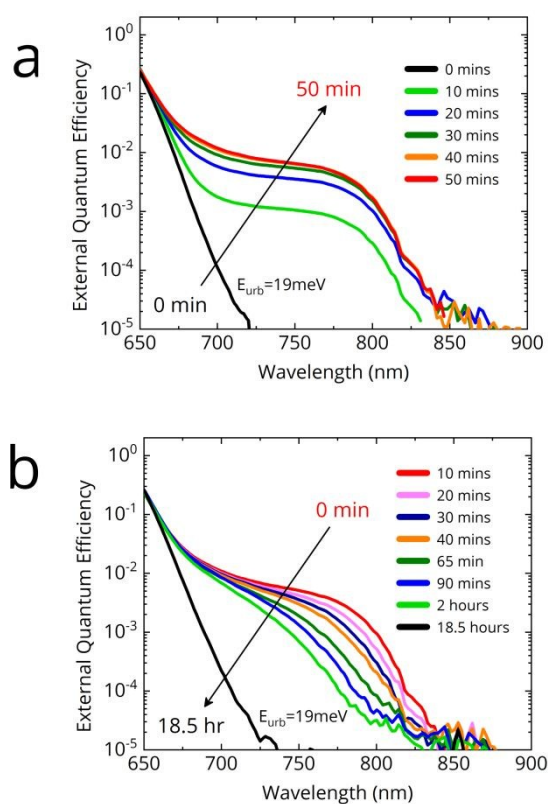 a
External Quantum Efficiency
10⁰
10⁻¹
10⁻²
10⁻³
10⁻⁴
10⁻⁵
50 min
0 min
E_urb=19meV
0 mins
10 mins
20 mins
30 mins
40 mins
50 mins
650 700 750 800 850 900
Wavelength (nm)
b
External Quantum Efficiency
10⁰
10⁻¹
10⁻²
10⁻³
10⁻⁴
10⁻⁵
0 min
18.5 hr
E_urb=19meV
10 mins
20 mins
30 mins
40 mins
65 min
90 mins
2 hours
18.5 hours
650 700 750 800 850 900
Wavelength (nm)